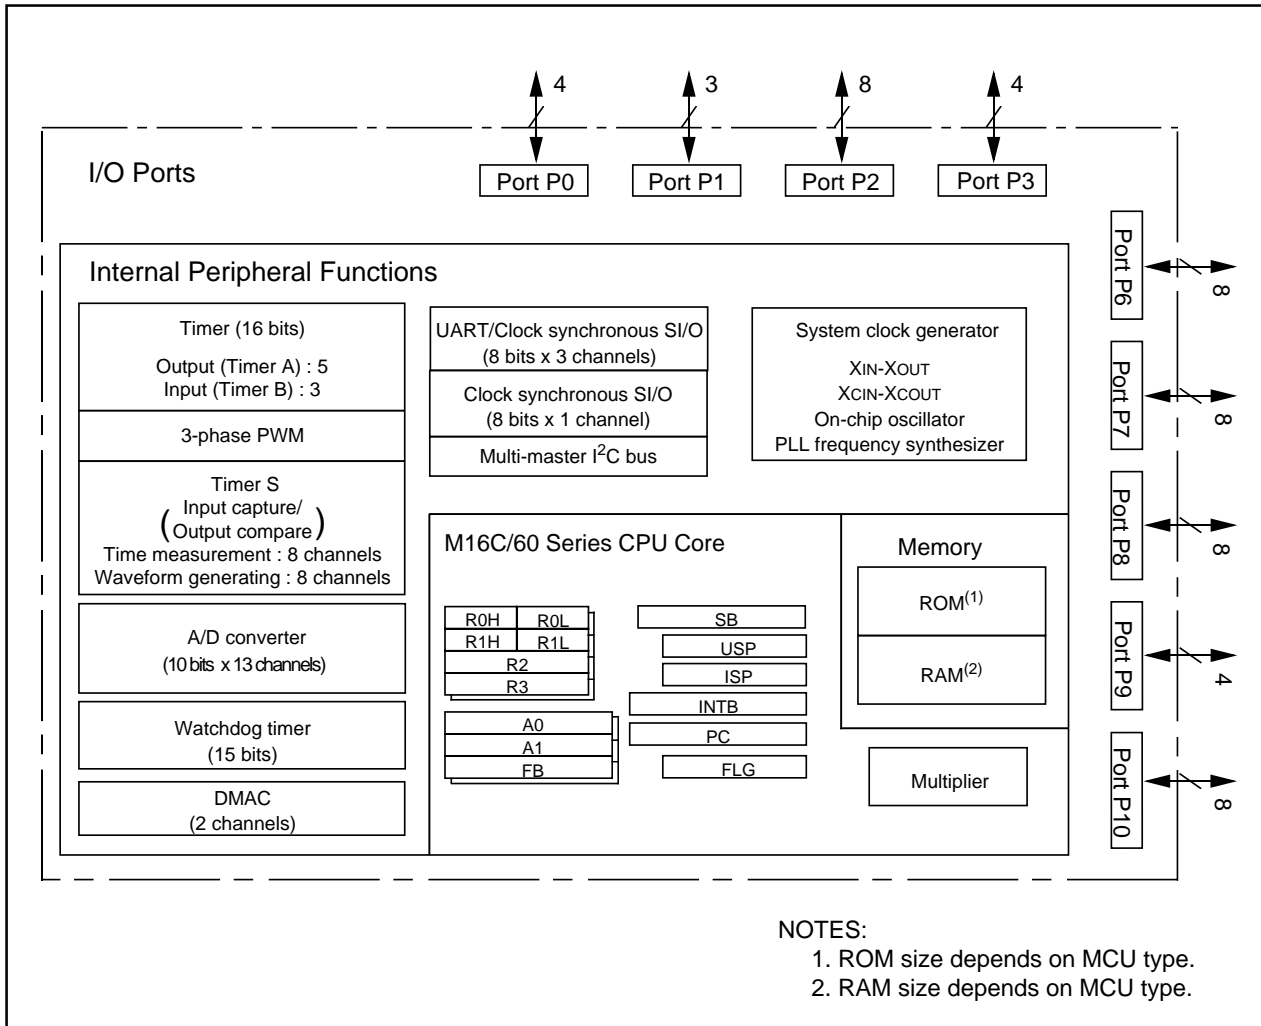 4
3
8
4
I/O Ports
Port P0
Port P1
Port P2
Port P3
Port P6
8
Port P7
8
Port P8
8
Port P9
4
Port P10
8
Internal Peripheral Functions
Timer (16 bits)
Output (Timer A) : 5
Input (Timer B) : 3
3-phase PWM
Timer S
(Input capture/
Output compare)
Time measurement : 8 channels
Waveform generating : 8 channels
A/D converter
(10 bits x 13 channels)
Watchdog timer
(15 bits)
DMAC
(2 channels)
UART/Clock synchronous SI/O
(8 bits x 3 channels)
Clock synchronous SI/O
(8 bits x 1 channel)
Multi-master I²C bus
System clock generator
XIN-XOUT
XCIN-XCOUT
On-chip oscillator
PLL frequency synthesizer
M16C/60 Series CPU Core
R0H
R0L
R1H
R1L
R2
R3
A0
A1
FB
SB
USP
ISP
INTB
PC
FLG
Memory
ROM(1)
RAM(2)
Multiplier
NOTES:
1. ROM size depends on MCU type.
2. RAM size depends on MCU type.